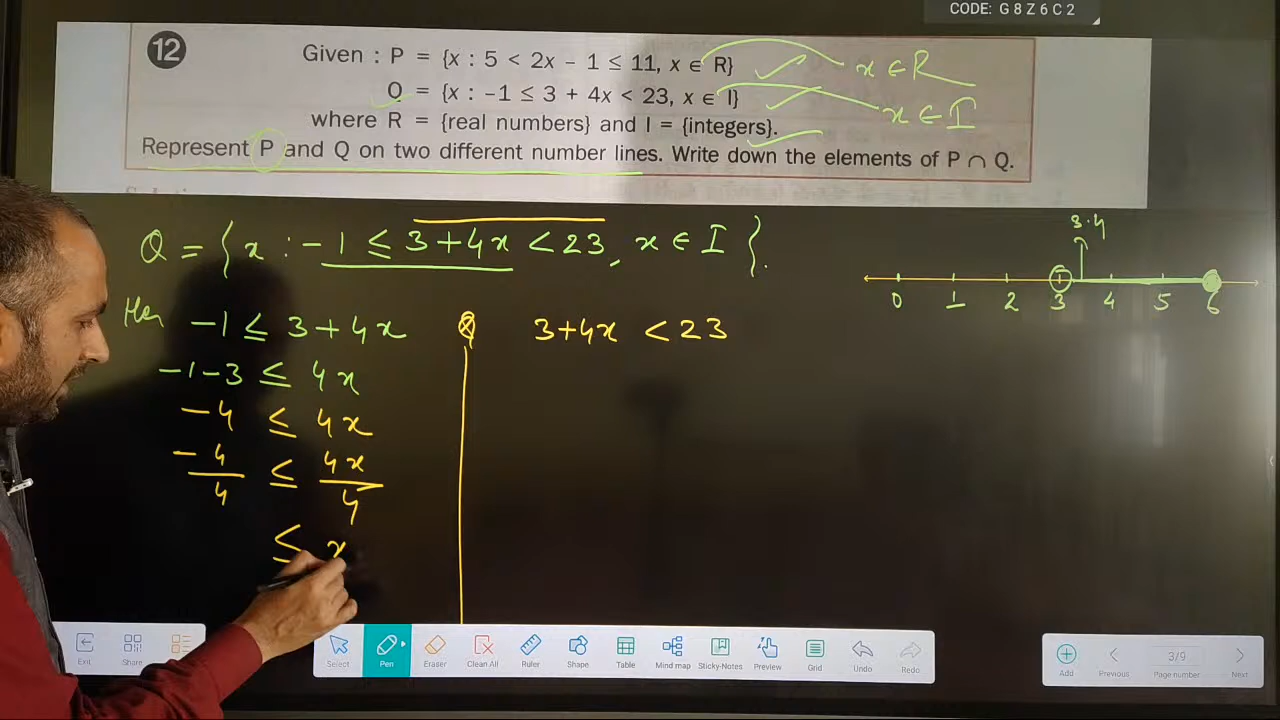 CODE: G8Z6C2
12
Given : P = {x : 5 < 2x − 1 ≤ 11, x ∈ R}
x ∈ R
Q = {x : −1 ≤ 3 + 4x < 23, x ∈ I}
x ∈ I
where R = {real numbers} and I = {integers}.
Represent P and Q on two different number lines. Write down the elements of P ∩ Q.
Q = { x : −1 ≤ 3+4x < 23, x ∈ I }.
3.4
0 1 2 3 4 5 6
−1 ≤ 3 + 4x
3+4x < 23
−1−3 ≤ 4x
−4 ≤ 4x
−4/4 ≤ 4x/4
≤ x
Exit
Share
Select
Pen
Eraser
Clean All
Ruler
Shape
Table
Mind map
Sticky-Notes
Preview
Grid
Undo
Redo
Add
Previous
3/9
Page number
Next